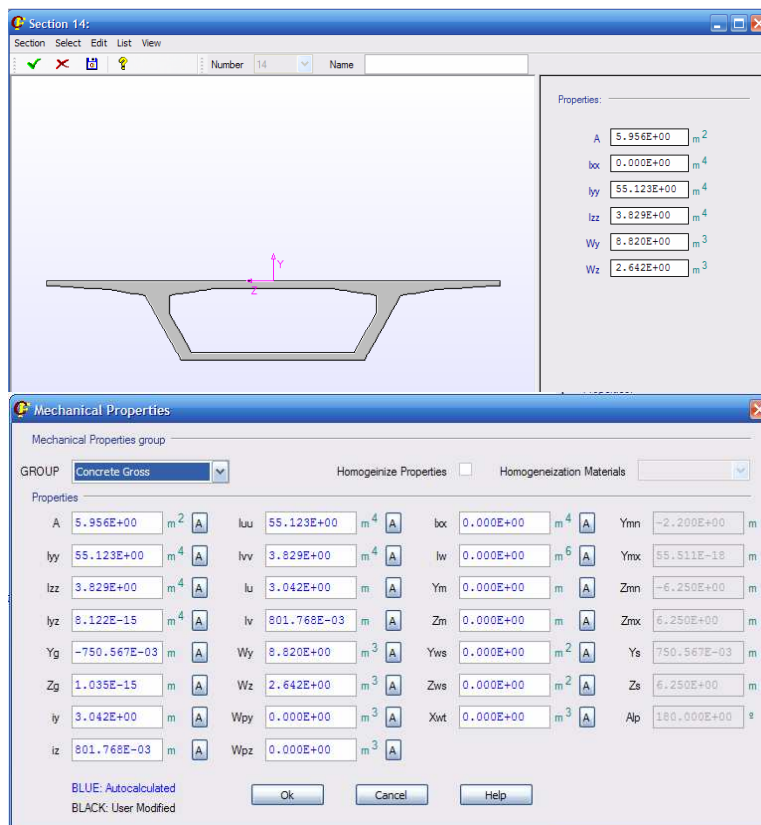 Section 14:
Section Select Edit List View
Number 14 Name
Properties:
A 5.956E+00 m2
Ixx 0.000E+00 m4
Iyy 55.123E+00 m4
Izz 3.829E+00 m4
Wy 8.820E+00 m3
Wz 2.642E+00 m3
Y
Z
Mechanical Properties
Mechanical Properties group
GROUP Concrete Gross Homogeinize Properties Homogeneization Materials
Properties
A 5.956E+00 m2 A Iuu 55.123E+00 m4 A Ixx 0.000E+00 m4 A Ymn -2.200E+00 m
Iyy 55.123E+00 m4 A Ivv 3.829E+00 m4 A Iw 0.000E+00 m6 A Ymx 55.511E-18 m
Izz 3.829E+00 m4 A Iu 3.042E+00 m A Ym 0.000E+00 m A Zmn -6.250E+00 m
Iyz 8.122E-15 m4 A Iv 801.768E-03 m A Zm 0.000E+00 m A Zmx 6.250E+00 m
Yg -750.567E-03 m A Wy 8.820E+00 m3 A Yws 0.000E+00 m2 A Ys 750.567E-03 m
Zg 1.035E-15 m A Wz 2.642E+00 m3 A Zws 0.000E+00 m2 A Zs 6.250E+00 m
iy 3.042E+00 m A Wpy 0.000E+00 m3 A Xwt 0.000E+00 m3 A Alp 180.000E+00 º
iz 801.768E-03 m A Wpz 0.000E+00 m3 A
BLUE: Autocalculated
BLACK: User Modified
Ok Cancel Help